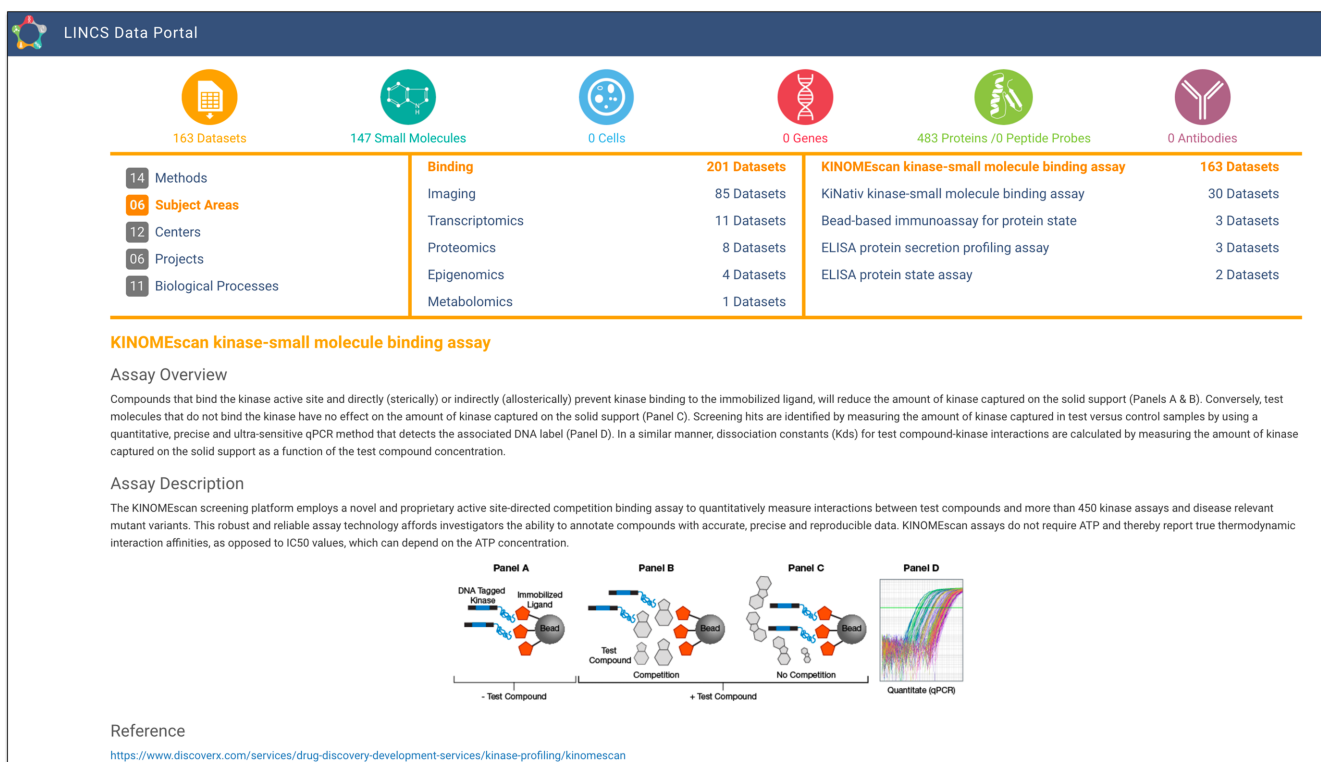 LINCS Data Portal
163 Datasets
147 Small Molecules
0 Cells
0 Genes
483 Proteins /0 Peptide Probes
0 Antibodies
14 Methods
06 Subject Areas
12 Centers
06 Projects
11 Biological Processes
Binding 201 Datasets
Imaging 85 Datasets
Transcriptomics 11 Datasets
Proteomics 8 Datasets
Epigenomics 4 Datasets
Metabolomics 1 Datasets
KINOMEscan kinase-small molecule binding assay 163 Datasets
KiNativ kinase-small molecule binding assay 30 Datasets
Bead-based immunoassay for protein state 3 Datasets
ELISA protein secretion profiling assay 3 Datasets
ELISA protein state assay 2 Datasets
KINOMEscan kinase-small molecule binding assay
Assay Overview
Compounds that bind the kinase active site and directly (sterically) or indirectly (allosterically) prevent kinase binding to the immobilized ligand, will reduce the amount of kinase captured on the solid support (Panels A & B). Conversely, test
molecules that do not bind the kinase have no effect on the amount of kinase captured on the solid support (Panel C). Screening hits are identified by measuring the amount of kinase captured in test versus control samples by using a
quantitative, precise and ultra-sensitive qPCR method that detects the associated DNA label (Panel D). In a similar manner, dissociation constants (Kds) for test compound-kinase interactions are calculated by measuring the amount of kinase
captured on the solid support as a function of the test compound concentration.
Assay Description
The KINOMEscan screening platform employs a novel and proprietary active site-directed competition binding assay to quantitatively measure interactions between test compounds and more than 450 kinase assays and disease relevant
mutant variants. This robust and reliable assay technology affords investigators the ability to annotate compounds with accurate, precise and reproducible data. KINOMEscan assays do not require ATP and thereby report true thermodynamic
interaction affinities, as opposed to IC50 values, which can depend on the ATP concentration.
Panel A
DNA Tagged
Kinase
Immobilized
Ligand
Bead
- Test Compound
Panel B
Bead
Test
Compound
Competition
Panel C
Bead
No Competition
+ Test Compound
Panel D
Quantitate (qPCR)
Reference
https://www.discoverx.com/services/drug-discovery-development-services/kinase-profiling/kinomescan